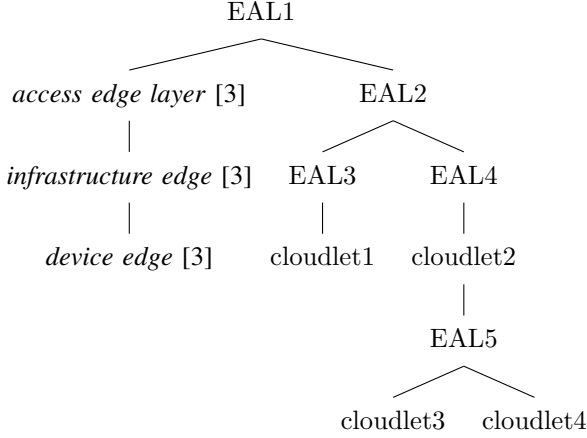 EAL1
access edge layer [3] EAL2
infrastructure edge [3] EAL3 EAL4
device edge [3] cloudlet1 cloudlet2
EAL5
cloudlet3 cloudlet4